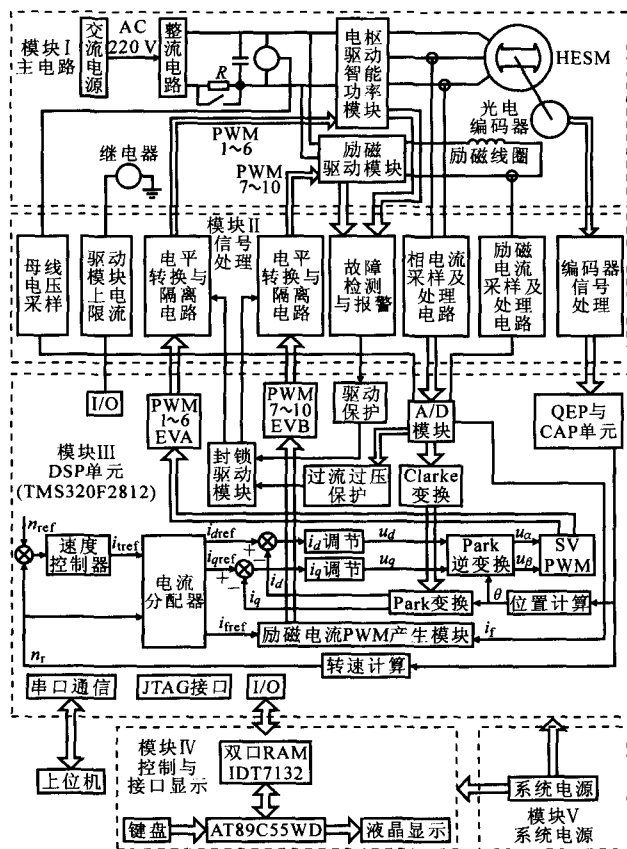 模块Ⅰ
主电路
交流电源
AC
220 V
整流电路
R
电枢
驱动
智能
功率
模块
HESM
光电
编码器
PWM
1~6
继电器
PWM
7~10
励磁
驱动模块
励磁线圈
模块Ⅱ
信号
处理
母线
电压
采样
驱动
模块
上电
限流
电平
转换与
隔离
电路
电平
转换与
隔离
电路
故障
检测
与报警
相电流
采样及
处理
电路
励磁
电流
采样及
处理
电路
编码器
信号
处理
I/O
PWM
1~6
EVA
PWM
7~10
EVB
驱动
保护
A/D
模块
QEP与
CAP单元
模块Ⅲ
DSP单元
(TMS320F2812)
封锁
驱动
模块
过流过压
保护
Clarke
变换
n_ref
速度
控制器
i_tref
电流
分配器
i_dref
+
−
i_d调节
u_d
Park
逆变换
u_α
SV
PWM
i_qref
+
−
i_d
i_q调节
u_q
u_β
i_q
Park变换
θ
位置计算
i_fref
励磁电流PWM产生模块
i_f
n_r
转速计算
串口通信
JTAG接口
I/O
上位机
模块Ⅳ
控制与
接口显示
双口RAM
IDT7132
系统电源
键盘
AT89C55WD
液晶显示
模块Ⅴ
系统电源